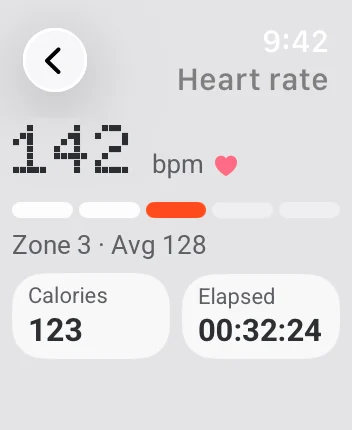 9:42
Heart rate
142 bpm
Zone 3 · Avg 128
Calories
123
Elapsed
00:32:24